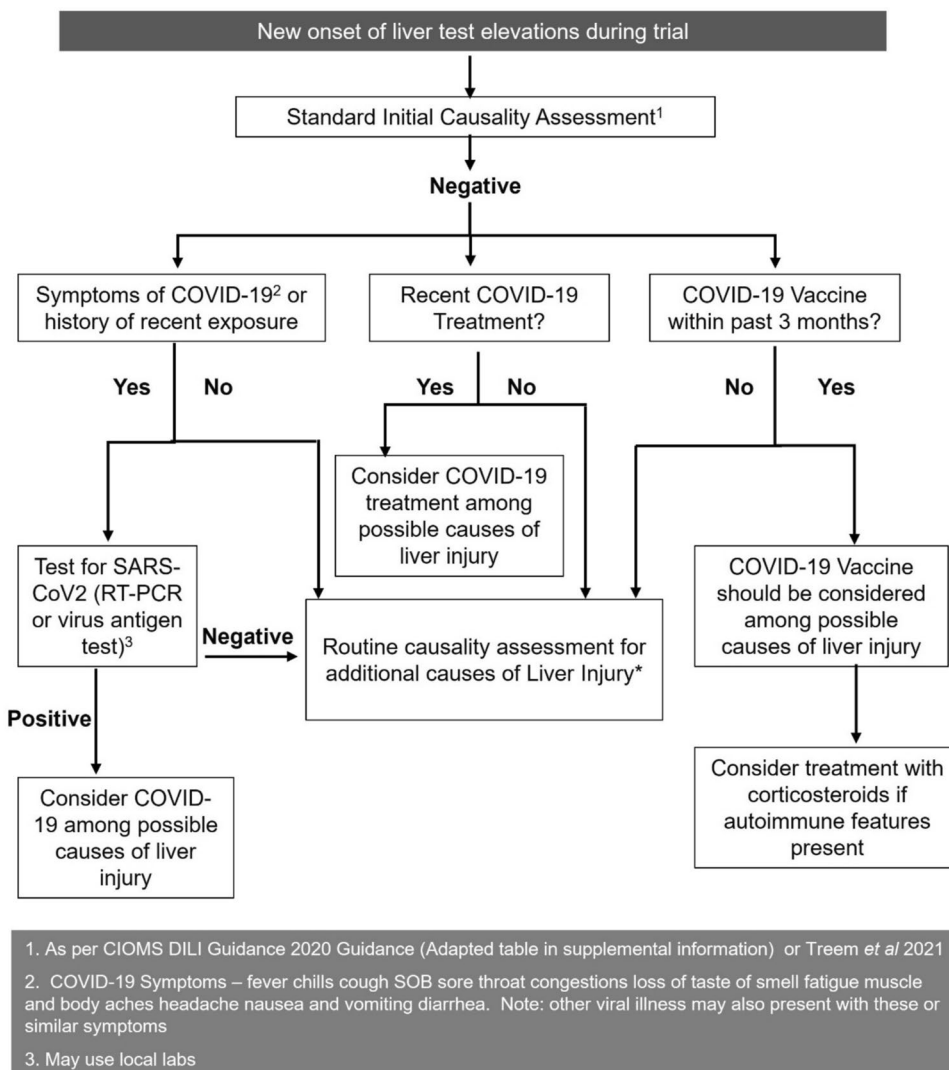 New onset of liver test elevations during trial
Standard Initial Causality Assessment¹
Negative
Symptoms of COVID-19² or
history of recent exposure
Recent COVID-19
Treatment?
COVID-19 Vaccine
within past 3 months?
Yes
No
Yes
No
No
Yes
Consider COVID-19
treatment among
possible causes of
liver injury
Test for SARS-
CoV2 (RT-PCR
or virus antigen
test)³
Negative
Routine causality assessment for
additional causes of Liver Injury*
COVID-19 Vaccine
should be considered
among possible
causes of liver injury
Positive
Consider COVID-
19 among possible
causes of liver
injury
Consider treatment with
corticosteroids if
autoimmune features
present
1. As per CIOMS DILI Guidance 2020 Guidance (Adapted table in supplemental information) or Treem et al 2021
2. COVID-19 Symptoms – fever chills cough SOB sore throat congestions loss of taste of smell fatigue muscle
and body aches headache nausea and vomiting diarrhea. Note: other viral illness may also present with these or
similar symptoms
3. May use local labs